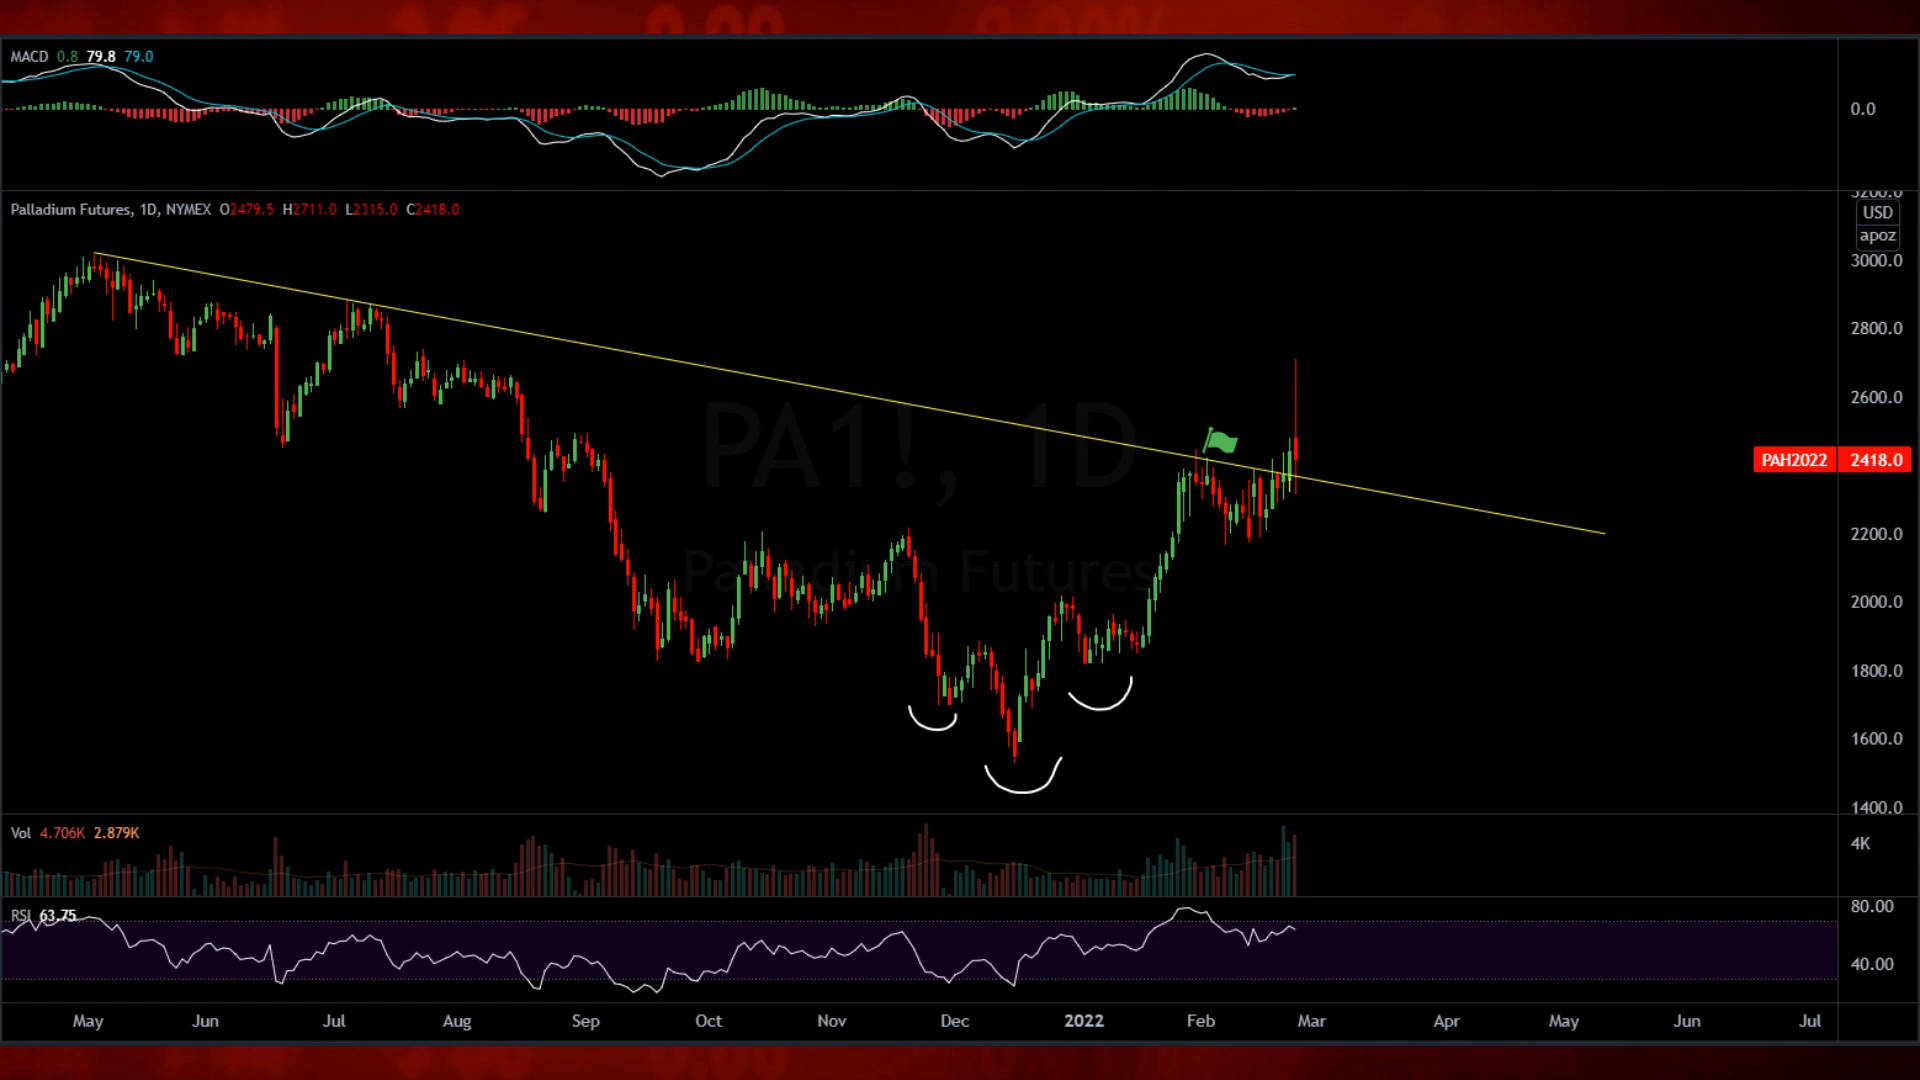 MACD 0.8 79.8 79.0
0.0
Palladium Futures, 1D, NYMEX O2479.5 H2711.0 L2315.0 C2418.0
3200.0
USD
apoz
3000.0
2800.0
2600.0
PA1!, 1D
PAH2022 2418.0
2200.0
Palladium Futures
2000.0
1800.0
1600.0
1400.0
Vol 4.706K 2.879K
4K
RSI 63.75
80.00
40.00
May Jun Jul Aug Sep Oct Nov Dec 2022 Feb Mar Apr May Jun Jul